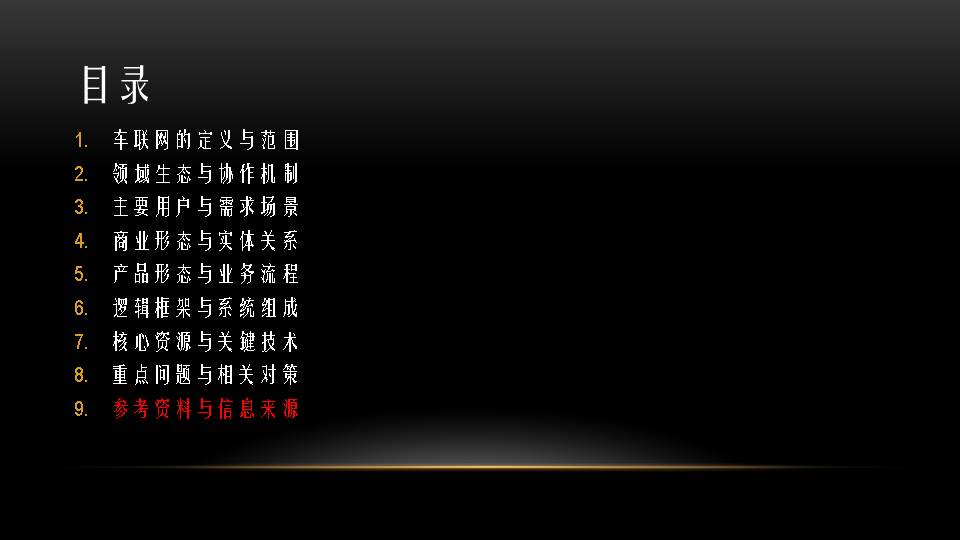 目录
1. 车联网的定义与范围
2. 领域生态与协作机制
3. 主要用户与需求场景
4. 商业形态与实体关系
5. 产品形态与业务流程
6. 逻辑框架与系统组成
7. 核心资源与关键技术
8. 重点问题与相关对策
9. 参考资料与信息来源